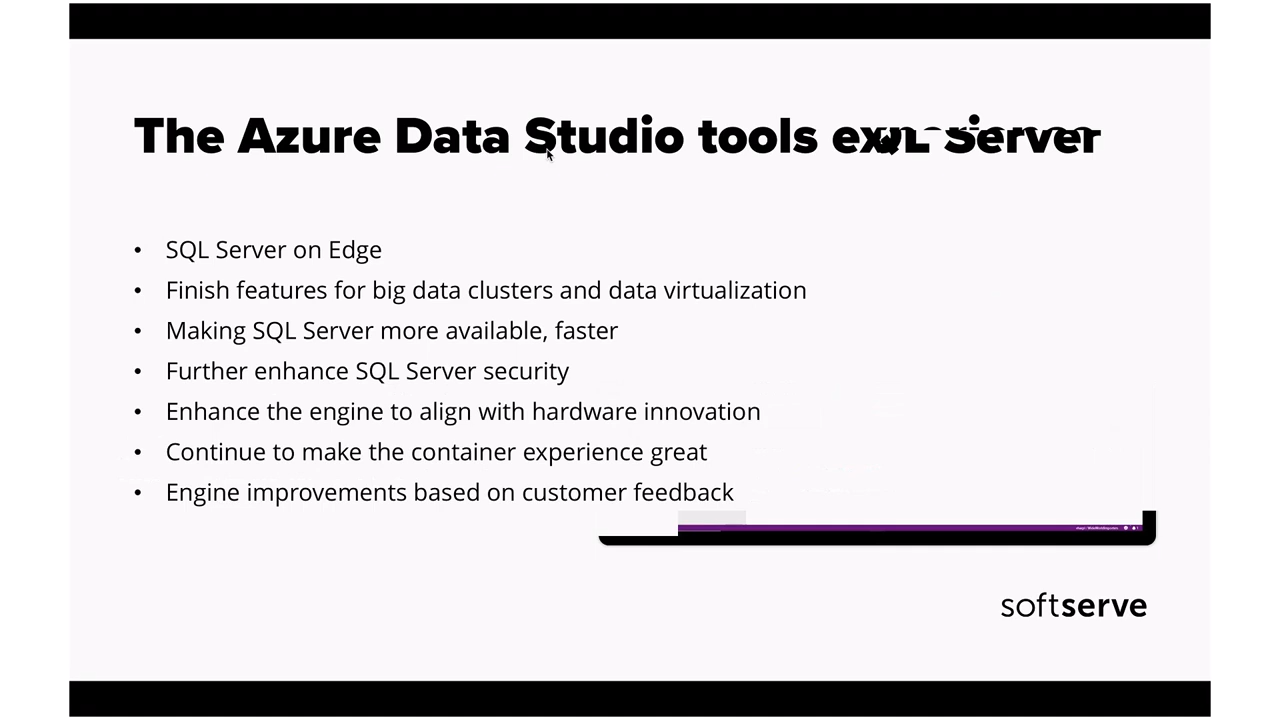 The Azure Data Studio tools Server
• SQL Server on Edge
• Finish features for big data clusters and data virtualization
• Making SQL Server more available, faster
• Further enhance SQL Server security
• Enhance the engine to align with hardware innovation
• Continue to make the container experience great
• Engine improvements based on customer feedback
softserve